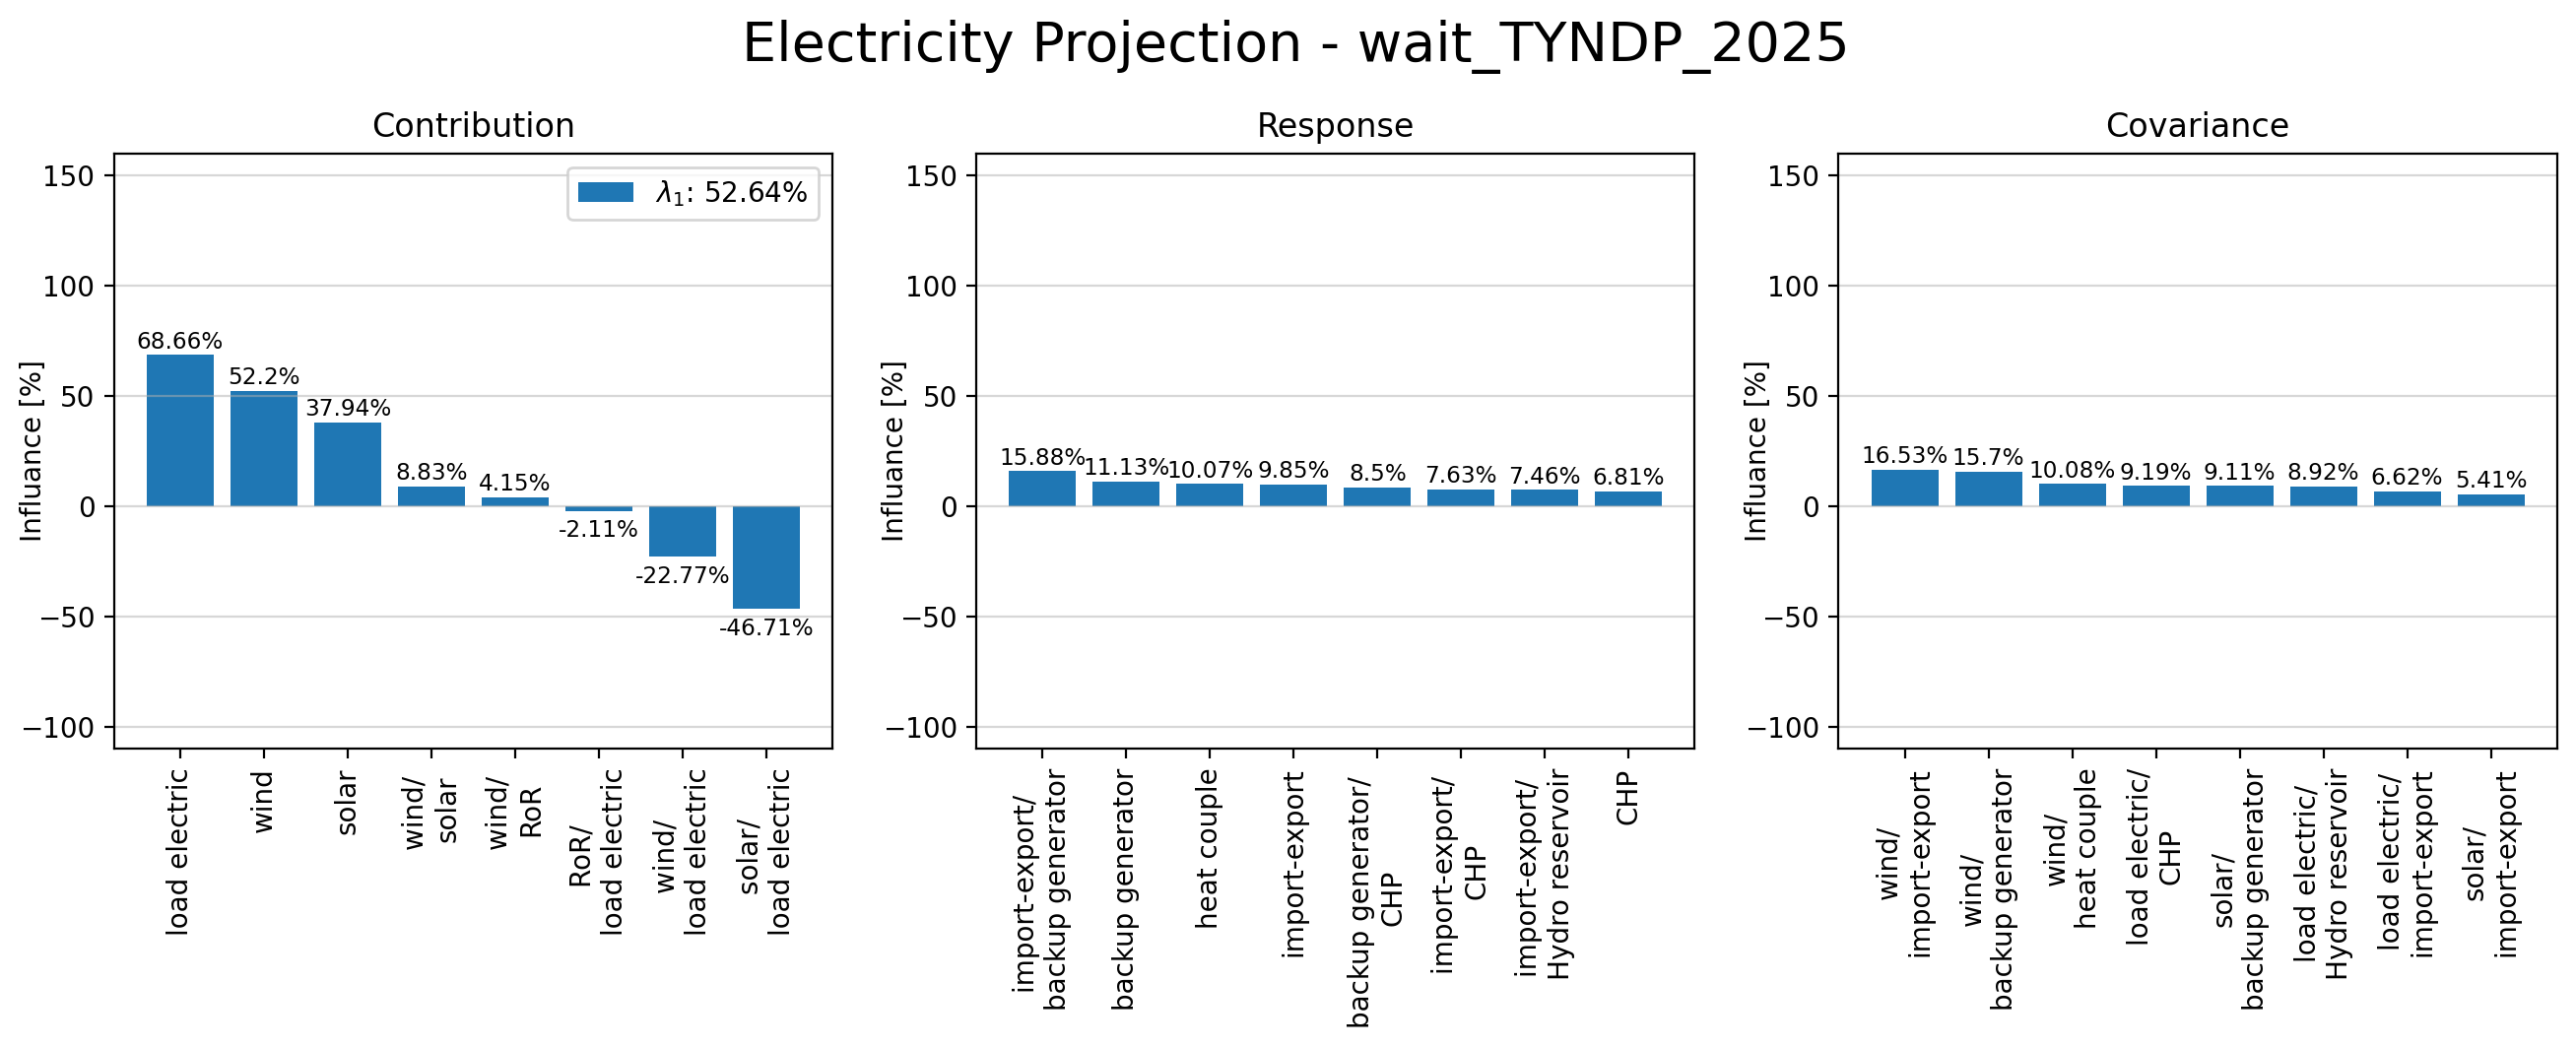 Electricity Projection - wait_TYNDP_2025
Contribution
Influance [%]
150
100
50
0
−50
−100
λ1: 52.64%
68.66%
52.2%
37.94%
8.83%
4.15%
-2.11%
-22.77%
-46.71%
load electric
wind
solar
wind/
solar
wind/
RoR
RoR/
load electric
wind/
load electric
solar/
load electric
Response
Influance [%]
150
100
50
0
−50
−100
15.88%
11.13%
10.07%
9.85%
8.5%
7.63%
7.46%
6.81%
import-export/
backup generator
backup generator
heat couple
import-export
backup generator/
CHP
import-export/
CHP
import-export/
Hydro reservoir
CHP
Covariance
Influance [%]
150
100
50
0
−50
−100
16.53%
15.7%
10.08%
9.19%
9.11%
8.92%
6.62%
5.41%
wind/
import-export
wind/
backup generator
wind/
heat couple
load electric/
CHP
solar/
backup generator
load electric/
Hydro reservoir
load electric/
import-export
solar/
import-export